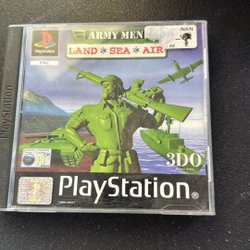 ARMY MEN
LAND SEA AIR
PlayStation
3DO
PlayStation